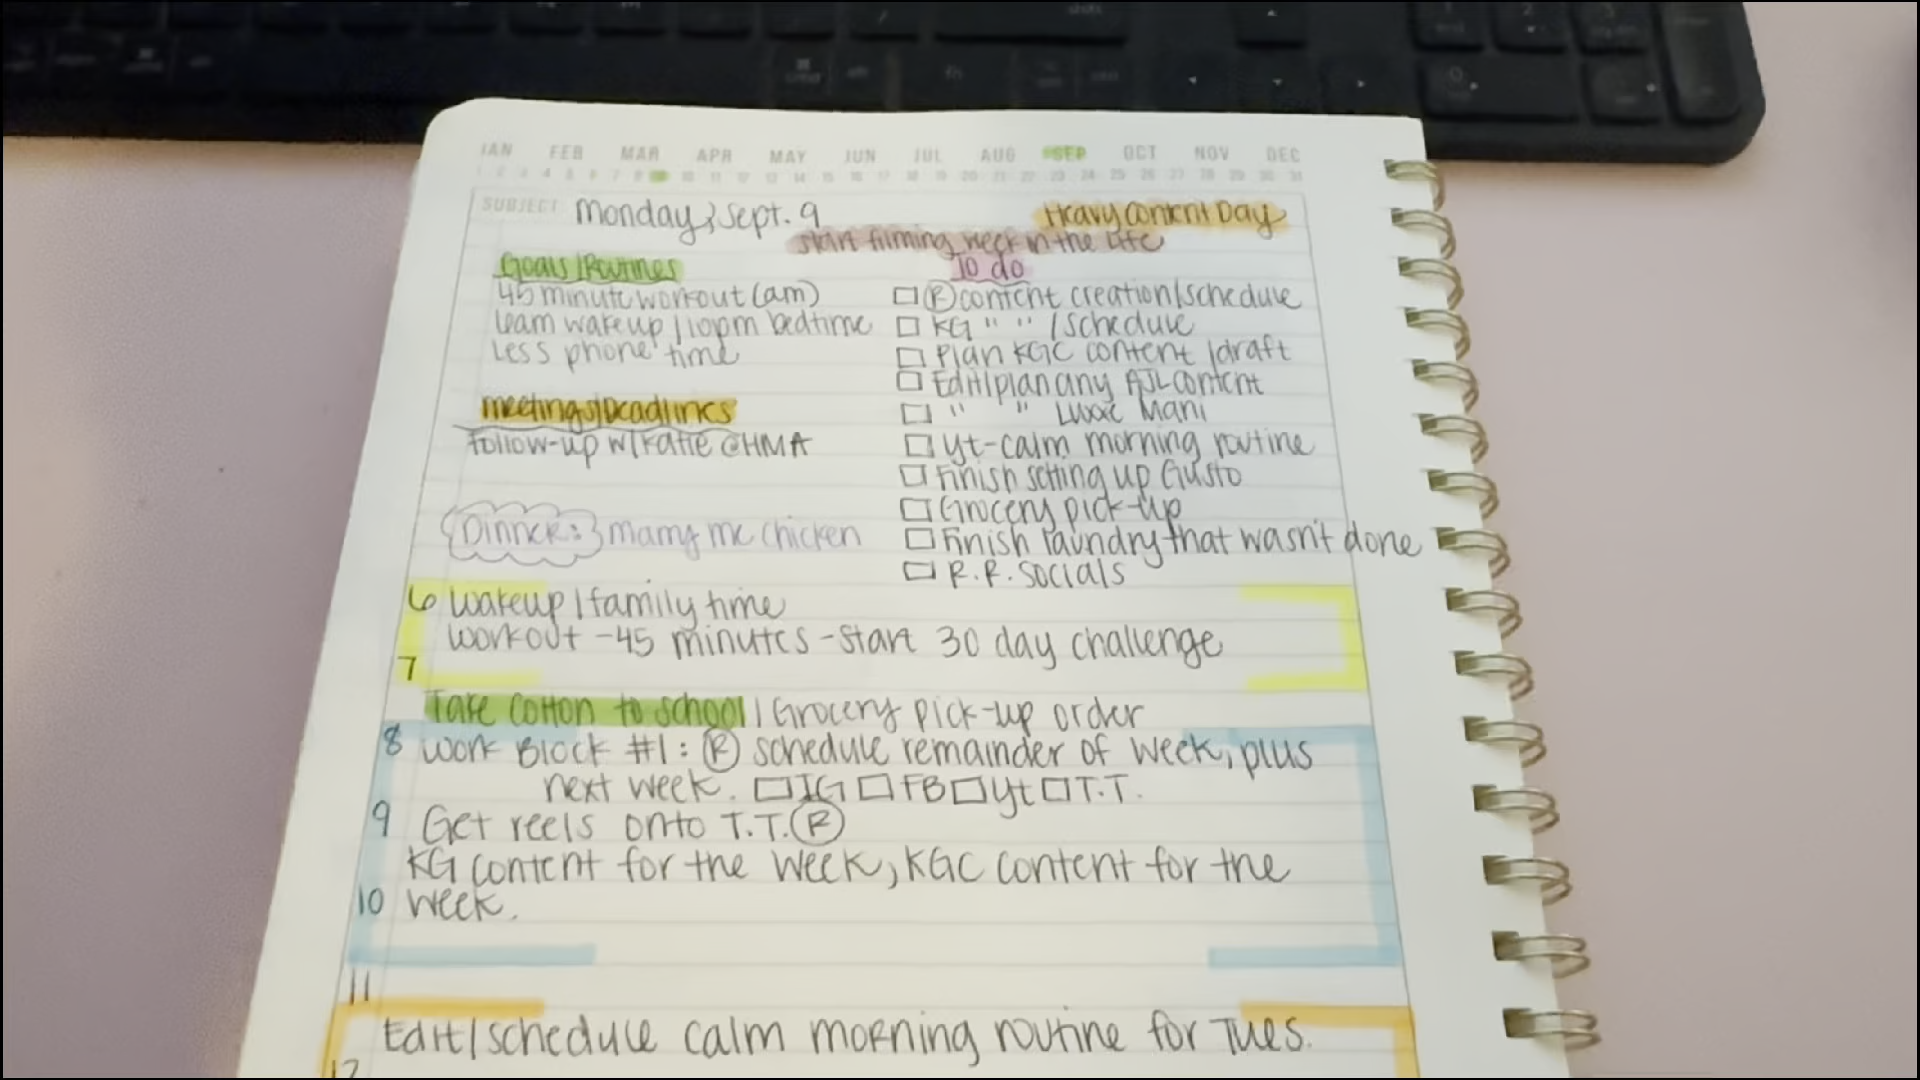 JAN FEB MAR APR MAY JUN JUL AUG SEP OCT NOV DEC
SUBJECT Monday, Sept. 9
Heavy Content Day
start filming week in the life
Goals/Routines
45 minute workout (am)
6am wakeup / 10pm bedtime
less phone time
meetings/Deadlines
Follow-up w/Katie @HMA
Dinner: marry me chicken
To do
(R) content creation/schedule
KG " " /schedule
Plan KGC content /draft
Edit/plan any AJL content
" " Luxie Mani
Yt-calm morning routine
Finish setting up Gusto
Grocery pick-up
Finish laundry that wasn't done
R.R. Socials
6 Wakeup/family time
workout -45 minutes - Start 30 day challenge
7
Take Cotton to school / Grocery pick-up order
8 Work Block #1: (R) schedule remainder of week, plus
next week. IG FB Yt T.T.
9 Get reels onto T.T. (R)
KG content for the week, KGC content for the
10 week.
11
Edit/schedule calm morning routine for Tues.
12